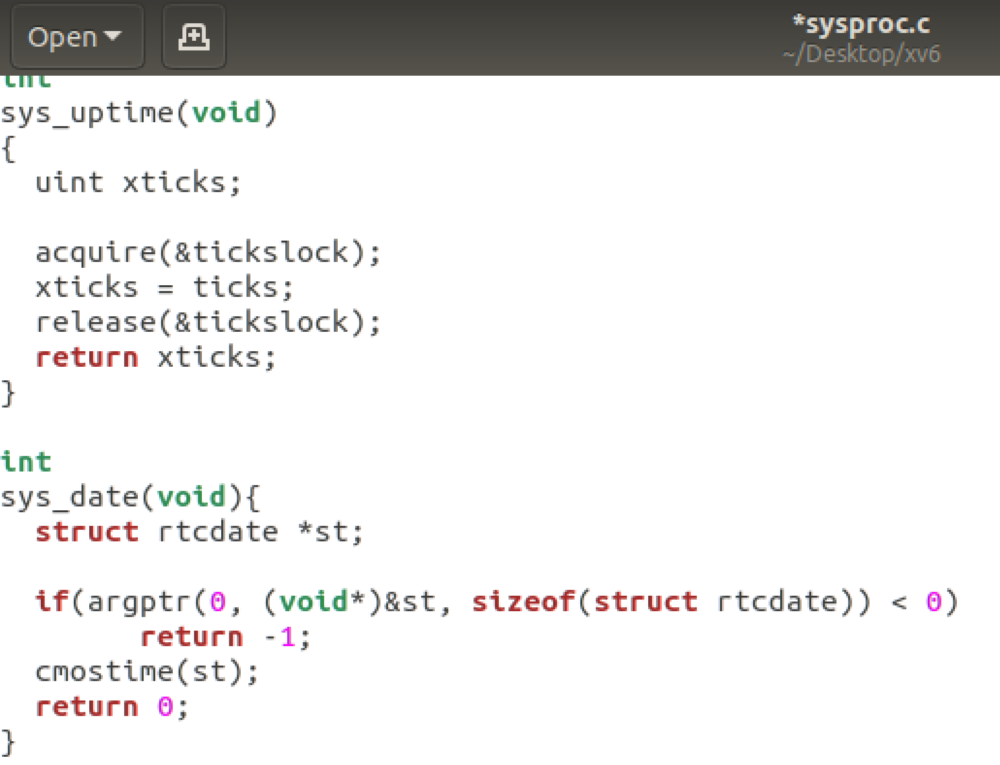 Open
*sysproc.c
~/Desktop/xv6
int
sys_uptime(void)
{
  uint xticks;

  acquire(&tickslock);
  xticks = ticks;
  release(&tickslock);
  return xticks;
}

int
sys_date(void){
  struct rtcdate *st;

  if(argptr(0, (void*)&st, sizeof(struct rtcdate)) < 0)
        return -1;
  cmostime(st);
  return 0;
}